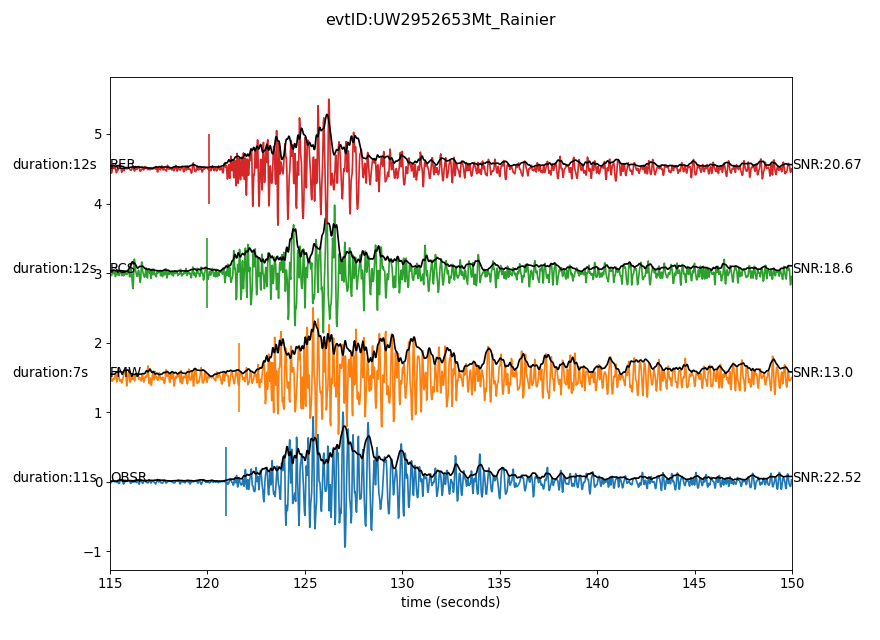 evtID:UW2952653Mt_Rainier
5
duration:12s RER SNR:20.67
4
duration:12s RCS SNR:18.6
3
2
duration:7s FMW SNR:13.0
1
duration:11s OBSR SNR:22.52
0
−1
115 120 125 130 135 140 145 150
time (seconds)